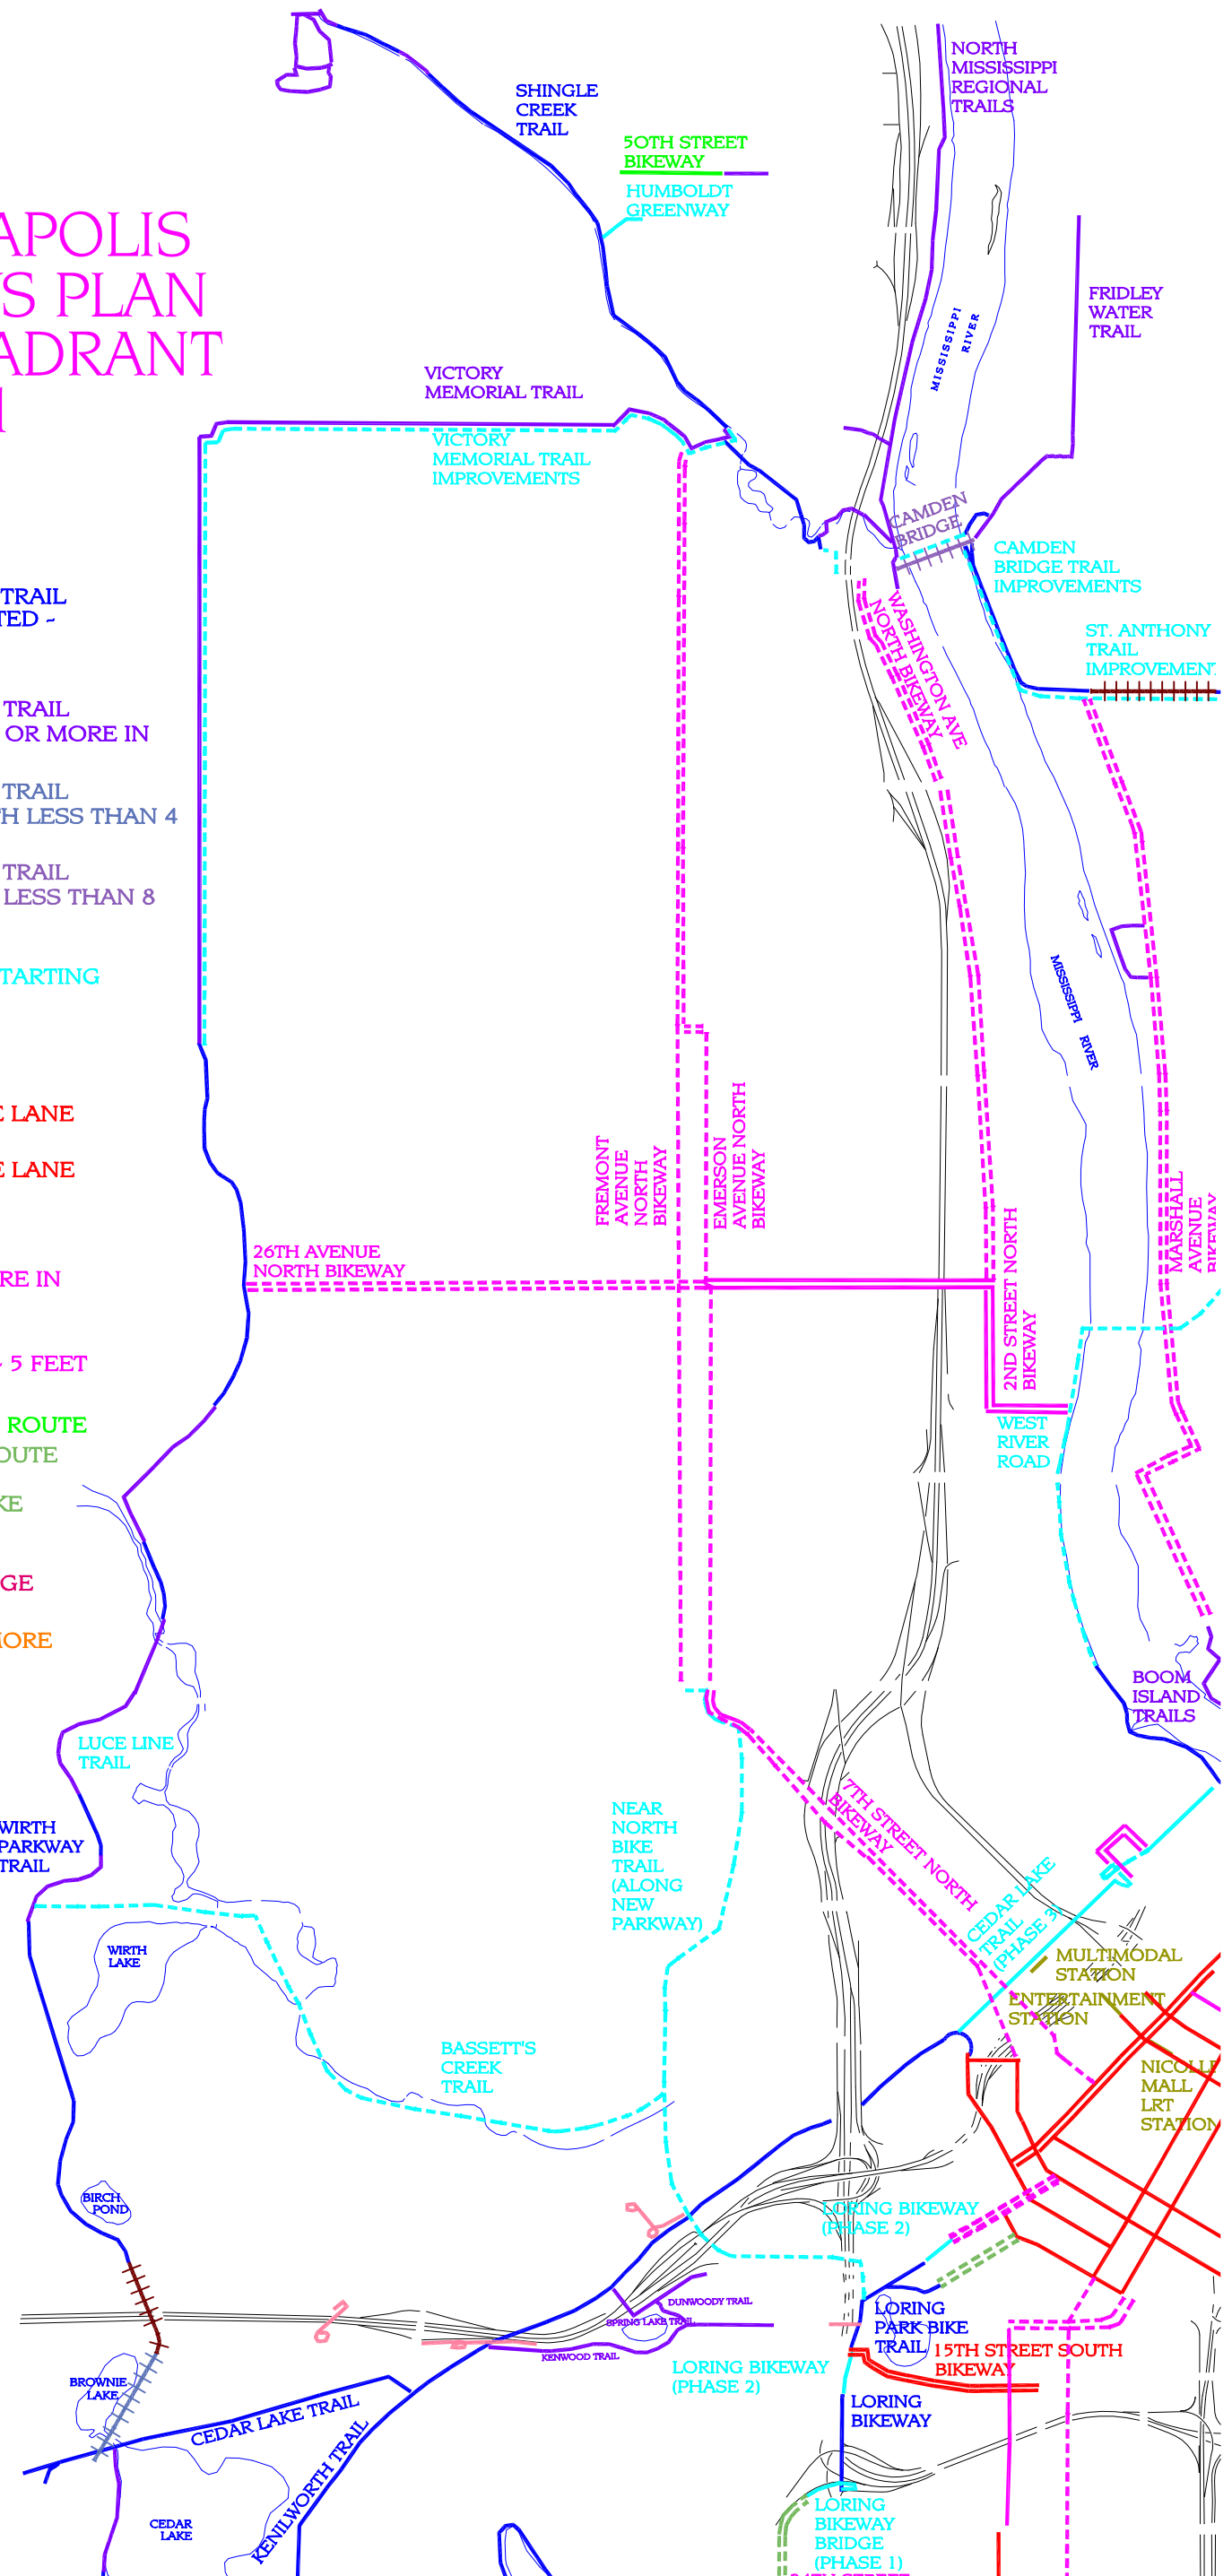 NORTH
MISSISSIPPI
REGIONAL
TRAILS
SHINGLE
CREEK
TRAIL
50TH STREET
BIKEWAY
HUMBOLDT
GREENWAY
APOLIS
S PLAN
ADRANT
FRIDLEY
WATER
TRAIL
MISSISSIPPI
RIVER
VICTORY
MEMORIAL TRAIL
VICTORY
MEMORIAL TRAIL
IMPROVEMENTS
CAMDEN
BRIDGE
CAMDEN
BRIDGE TRAIL
IMPROVEMENTS
TRAIL
TED -
WASHINGTON AVE
NORTH BIKEWAY
ST. ANTHONY
TRAIL
IMPROVEMENT
TRAIL
OR MORE IN
TRAIL
H LESS THAN 4
TRAIL
LESS THAN 8
TARTING
MISSISSIPPI
RIVER
E LANE
E LANE
FREMONT
AVENUE
NORTH
BIKEWAY
EMERSON
AVENUE NORTH
BIKEWAY
MARSHALL
AVENUE
BIKEWAY
2ND STREET NORTH
BIKEWAY
26TH AVENUE
NORTH BIKEWAY
RE IN
- 5 FEET
ROUTE
OUTE
WEST
RIVER
ROAD
KE
GE
MORE
BOOM
ISLAND
TRAILS
LUCE LINE
TRAIL
WIRTH
PARKWAY
TRAIL
NEAR
NORTH
BIKE
TRAIL
(ALONG
NEW
PARKWAY)
7TH STREET NORTH
BIKEWAY
CEDAR LAKE
TRAIL
(PHASE 3)
WIRTH
LAKE
MULTIMODAL
STATION
ENTERTAINMENT
STATION
BASSETT'S
CREEK
TRAIL
NICOLLE
MALL
LRT
STATION
BIRCH
POND
LORING BIKEWAY
(PHASE 2)
DUNWOODY TRAIL
SPRING LAKE TRAIL
KENWOOD TRAIL
LORING
PARK BIKE
TRAIL
15TH STREET SOUTH
BIKEWAY
LORING BIKEWAY
(PHASE 2)
BROWNIE
LAKE
CEDAR LAKE TRAIL
LORING
BIKEWAY
KENILWORTH TRAIL
CEDAR
LAKE
LORING
BIKEWAY
BRIDGE
(PHASE 1)